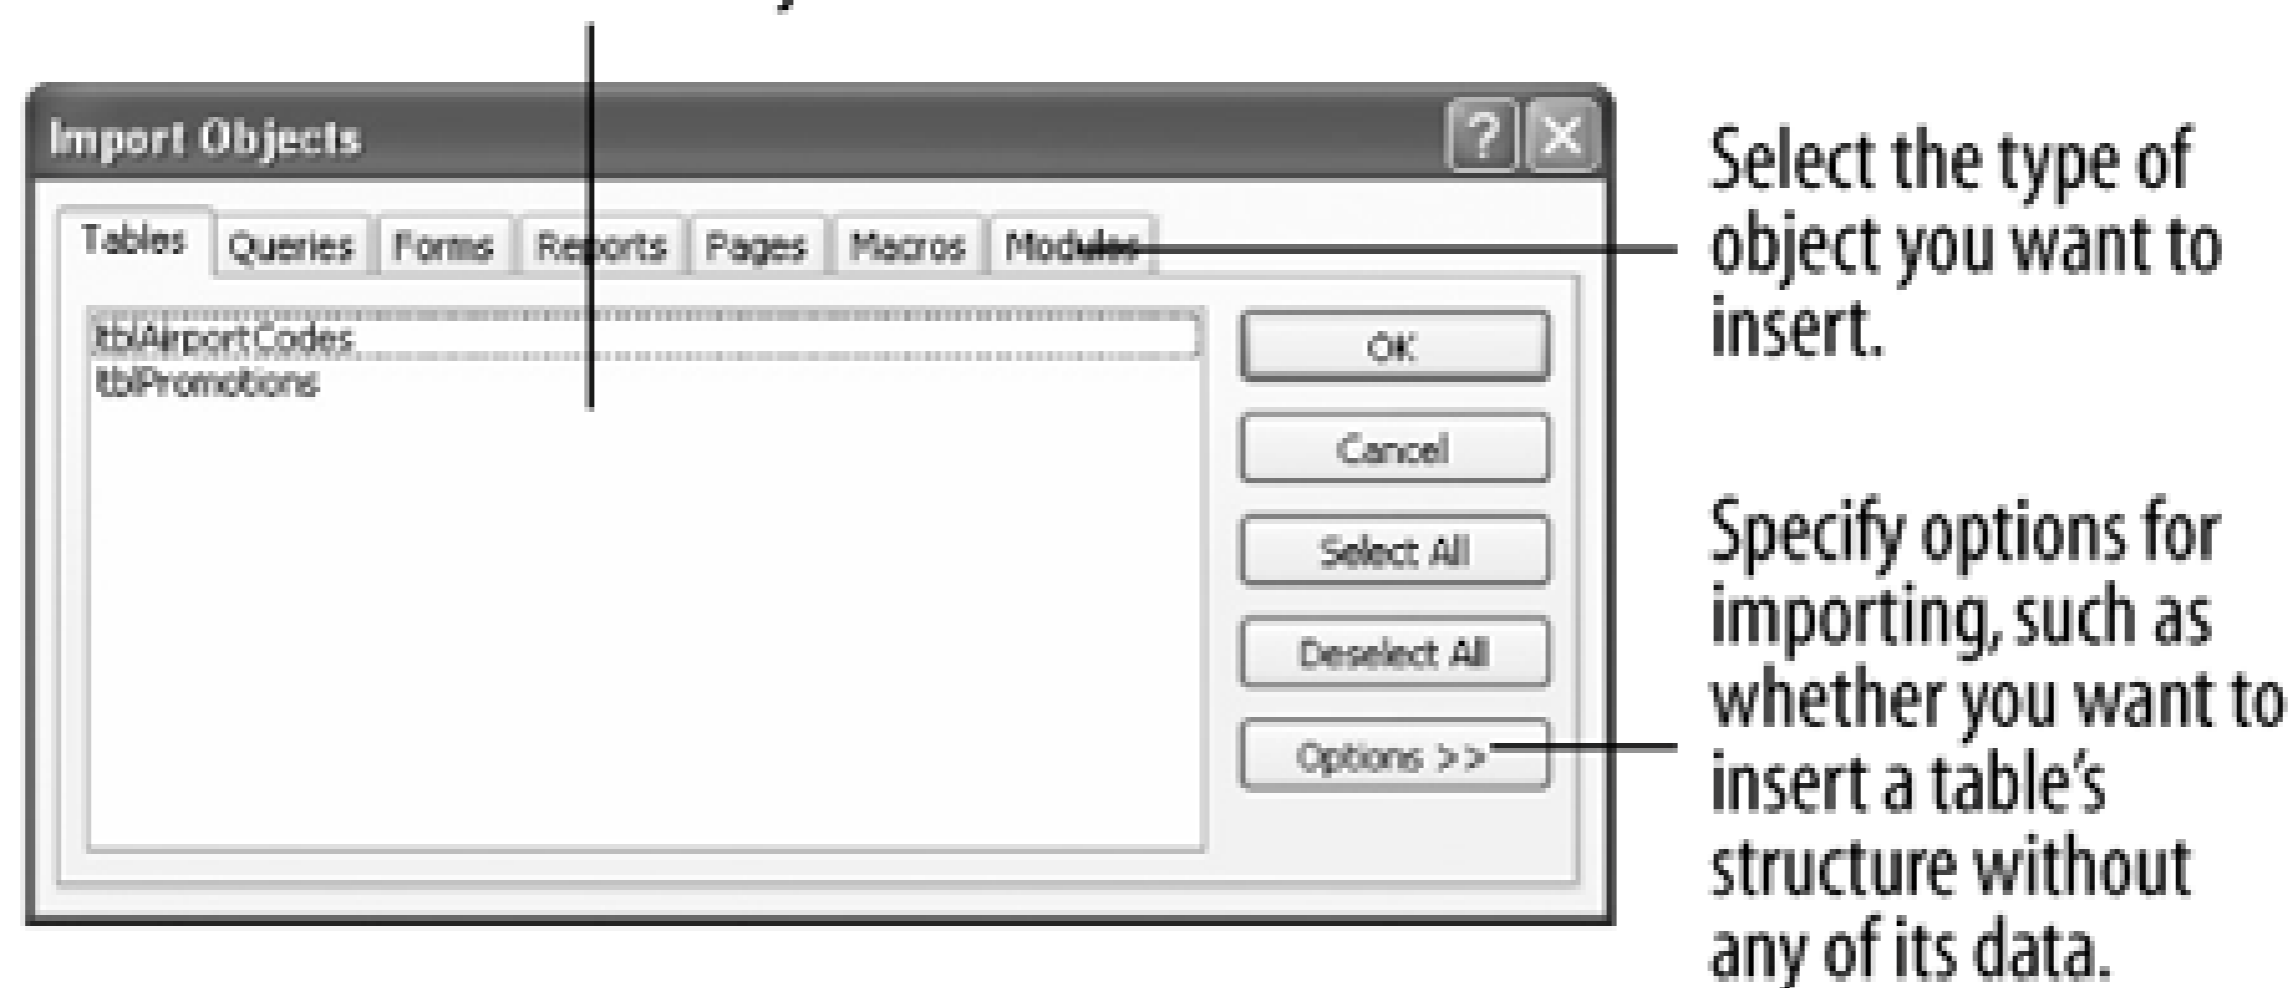 Import Objects
Tables Queries Forms Reports Pages Macros Modules
tblAirportCodes
tblPromotions
OK
Cancel
Select All
Deselect All
Options >>
Select the type of
object you want to
insert.
Specify options for
importing, such as
whether you want to
insert a table's
structure without
any of its data.